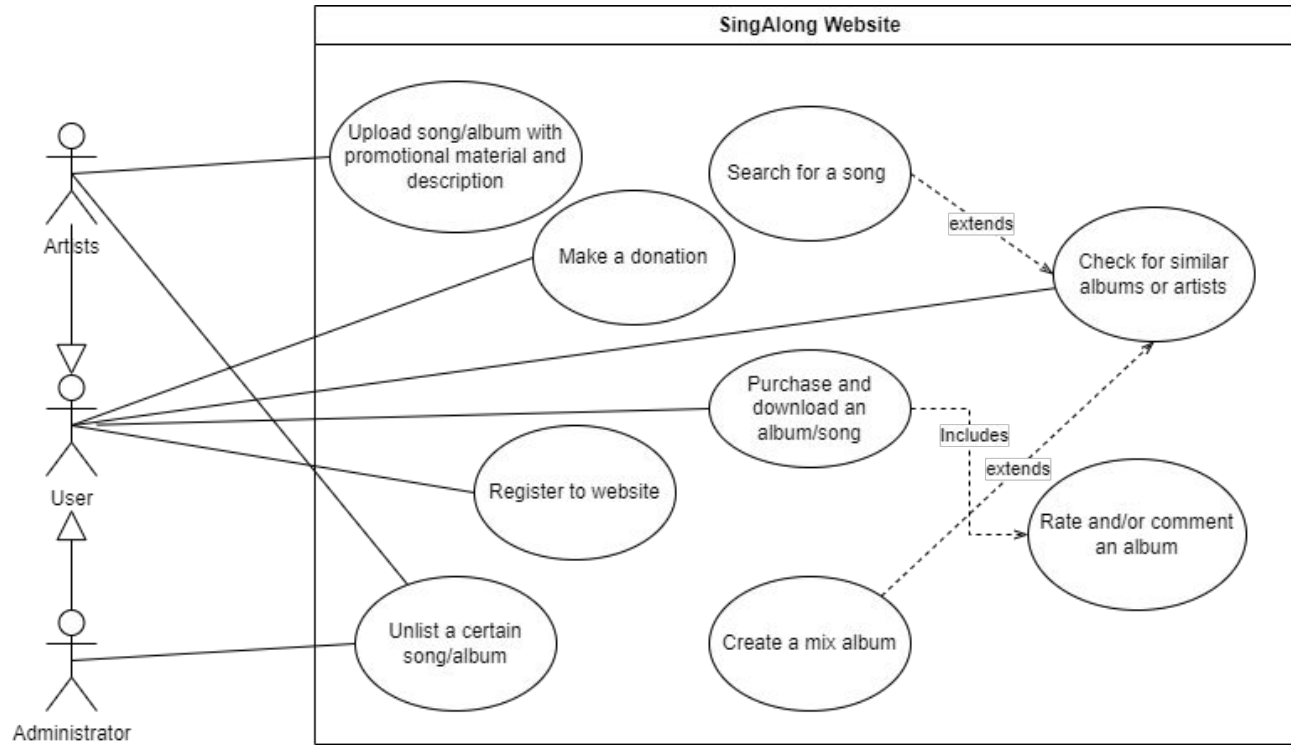 SingAlong Website
Upload song/album with
promotional material and
description
Search for a song
extends
Artists
Make a donation
Check for similar
albums or artists
Purchase and
download an
album/song
Includes
extends
User
Register to website
Rate and/or comment
an album
Unlist a certain
song/album
Create a mix album
Administrator